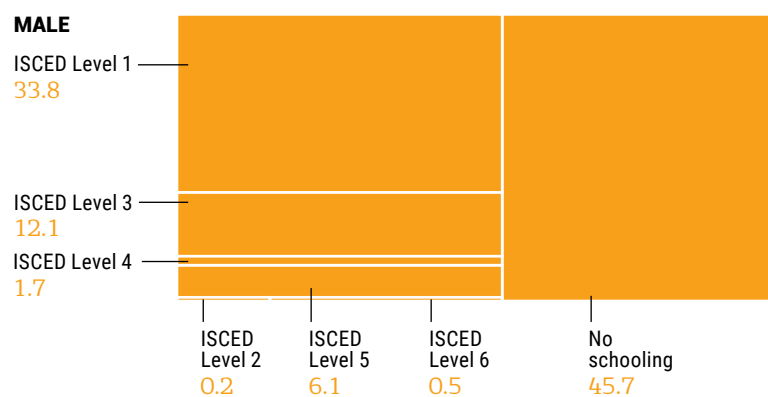 MALE
ISCED Level 1
33.8
ISCED Level 3
12.1
ISCED Level 4
1.7
ISCED
Level 2
0.2
ISCED
Level 5
6.1
ISCED
Level 6
0.5
No
schooling
45.7